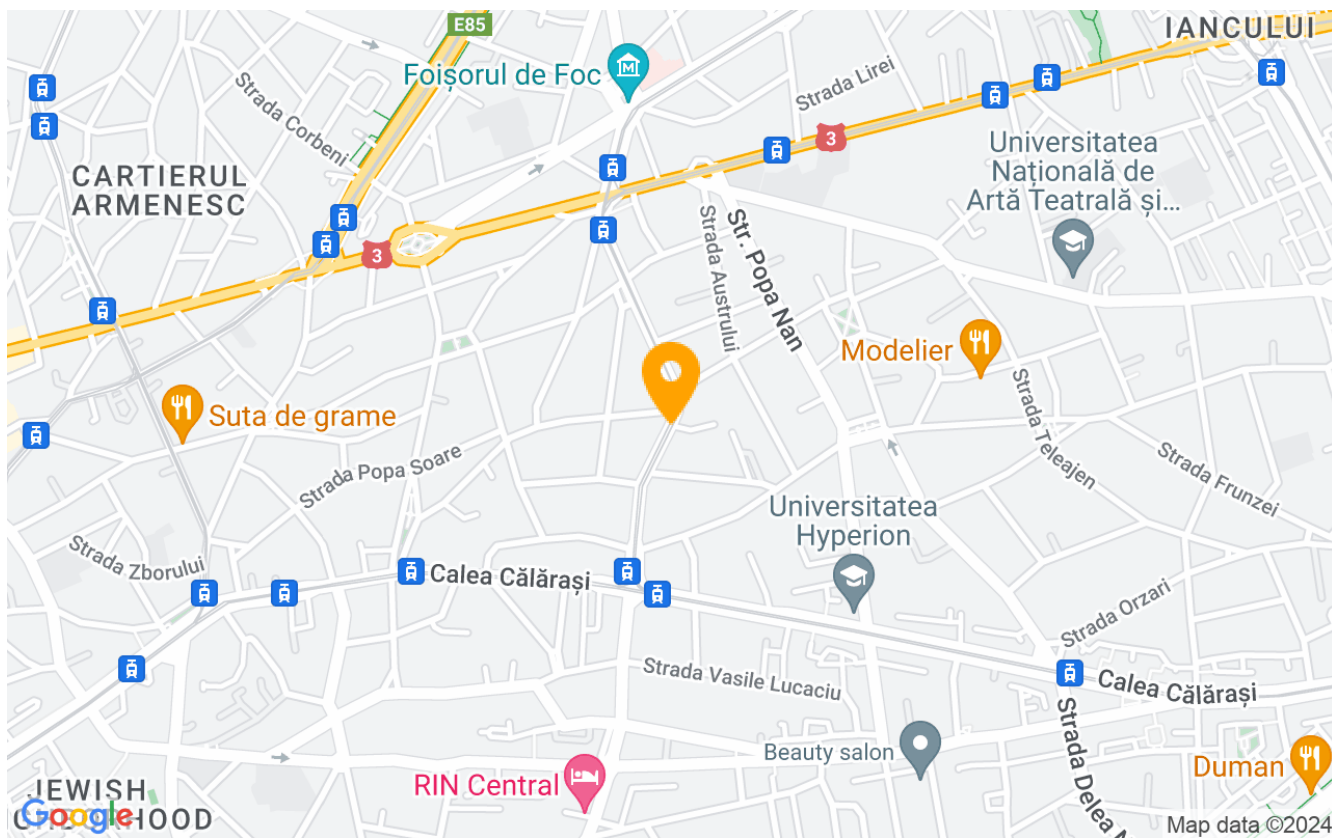 E85
IANCULUI
Foișorul de Foc
Strada Lirei
Strada Corbeni
3
Universitatea
Națională de
Artă Teatrală și...
CARTIERUL
ARMENESC
3
Strada Austrului
Str. Popa Nan
Modelier
Suta de grame
Strada Teleajen
Strada Popa Soare
Strada Frunzei
Universitatea
Hyperion
Strada Zborului
Calea Călărași
Strada Orzari
Strada Vasile Lucaciu
Calea Călărași
Strada Delea
Beauty salon
RIN Central
Duman
JEWISH
HOOD
Google
Map data ©2024